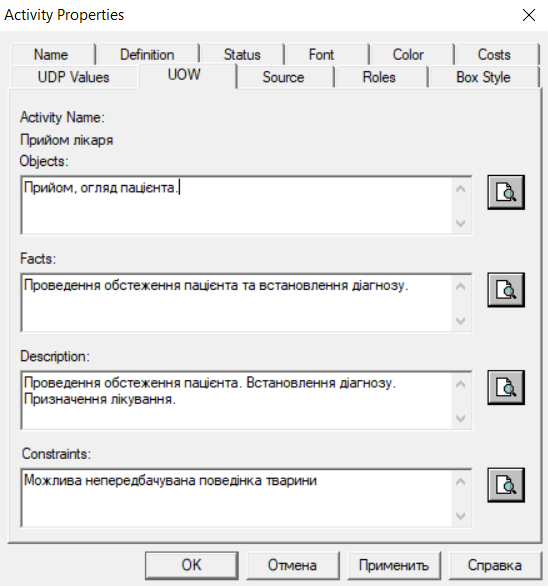 Activity Properties
Name Definition Status Font Color Costs
UDP Values UOW Source Roles Box Style
Activity Name:
Прийом лікаря
Objects:
Прийом, огляд пацієнта.
Facts:
Проведення обстеження пацієнта та встановлення діагнозу.
Description:
Проведення обстеження пацієнта. Встановлення діагнозу.
Призначення лікування.
Constraints:
Можлива непередбачувана поведінка тварини
OK Отмена Применить Справка